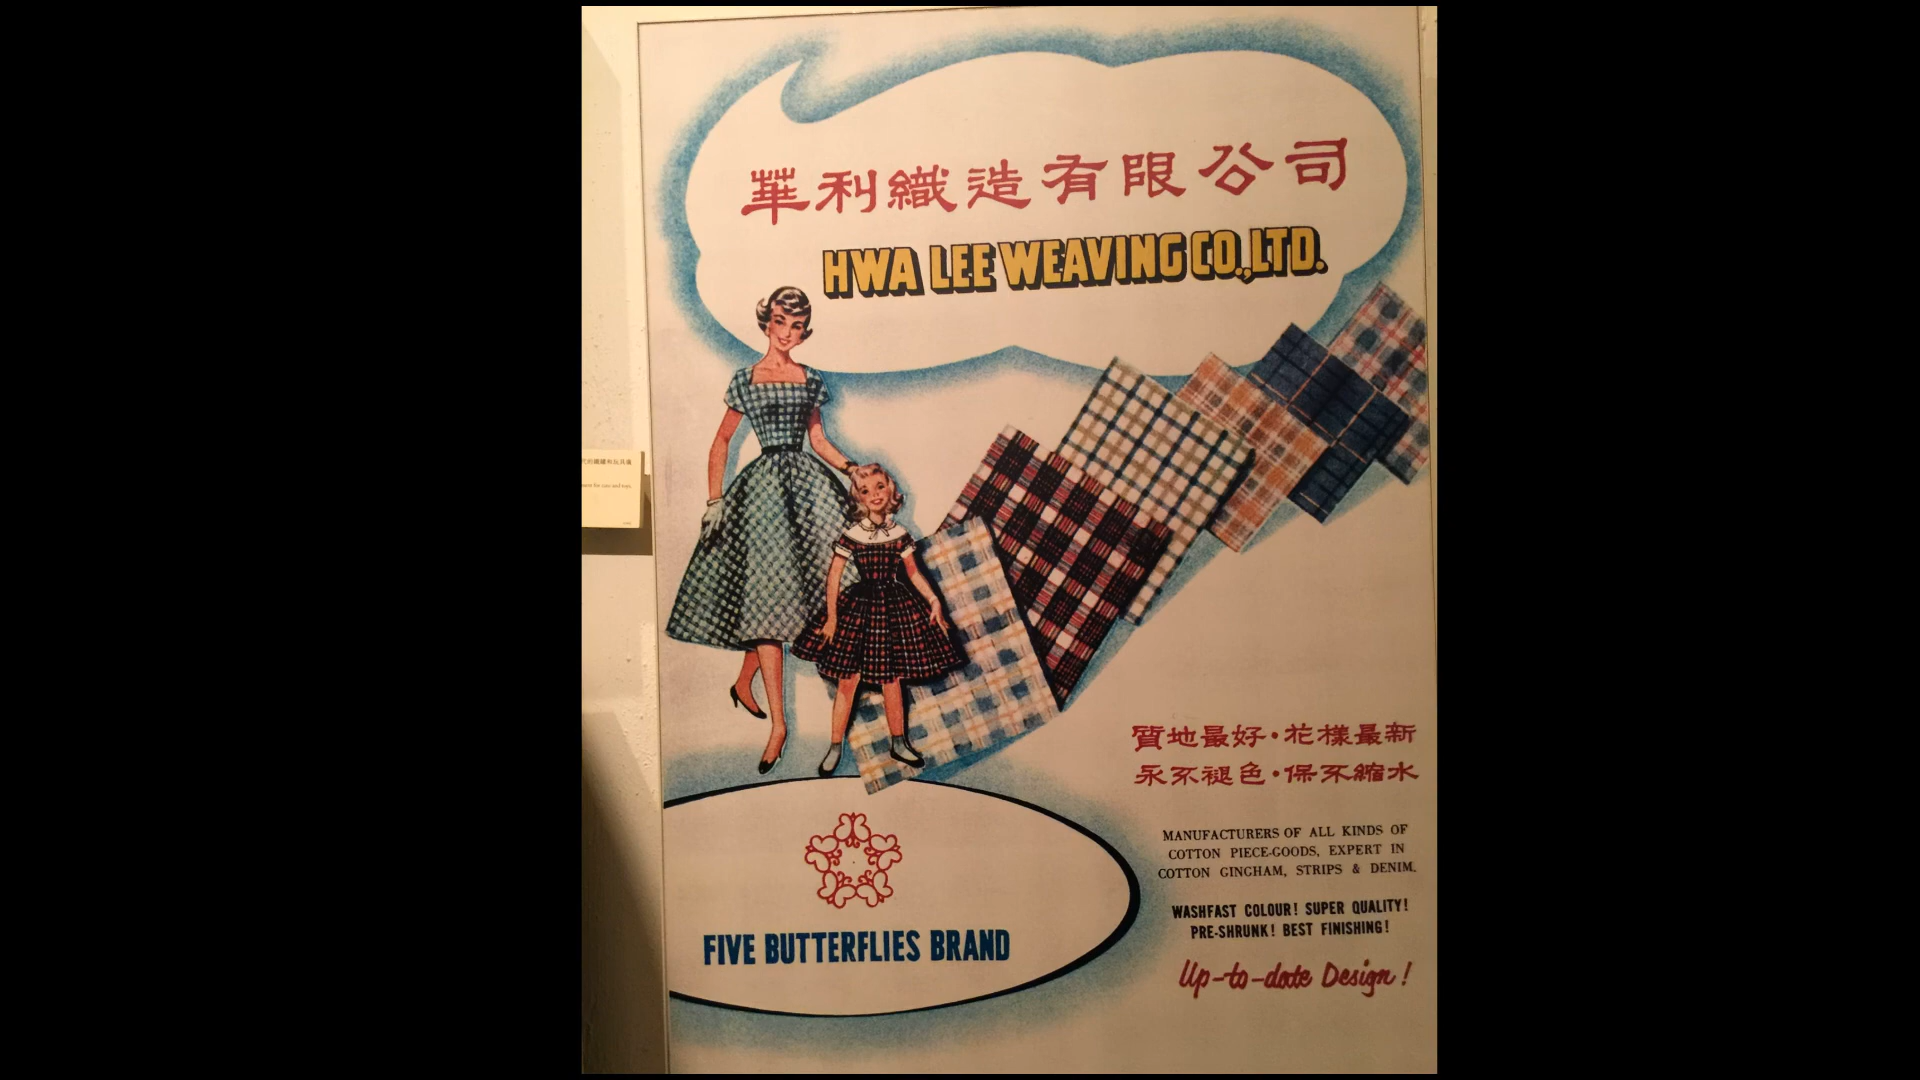 華利織造有限公司
HWA LEE WEAVING CO.,LTD.
質地最好·花樣最新
永不褪色·保不縮水
MANUFACTURERS OF ALL KINDS OF
COTTON PIECE-GOODS, EXPERT IN
COTTON GINGHAM, STRIPS & DENIM.
WASHFAST COLOUR! SUPER QUALITY!
PRE-SHRUNK! BEST FINISHING!
Up-to-date Design!
FIVE BUTTERFLIES BRAND